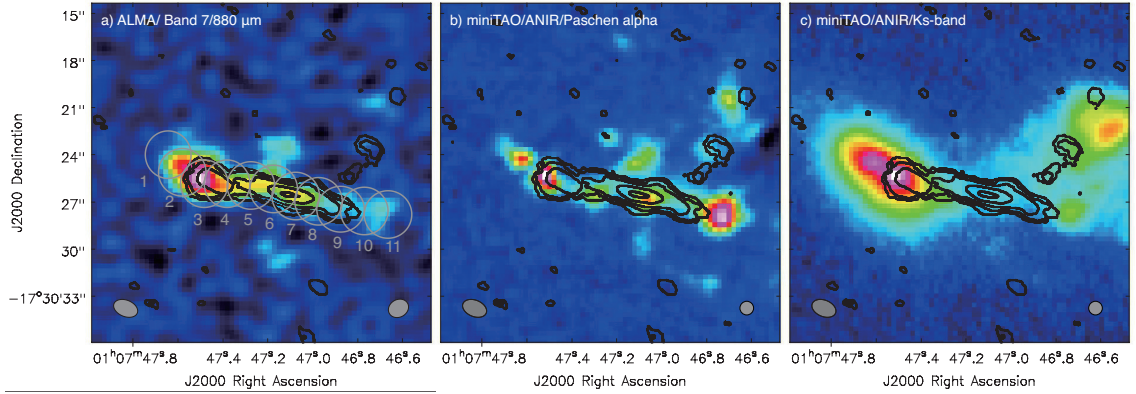 a) ALMA/ Band 7/880 μm
b) miniTAO/ANIR/Paschen alpha
c) miniTAO/ANIR/Ks-band
15"
18"
21"
24"
27"
30"
−17°30'33"
J2000 Declination
1
2
3
4
5
6
7
8
9
10
11
01ʰ07ᵐ47ˢ.8
47ˢ.4
47ˢ.2
47ˢ.0
46ˢ.8
46ˢ.6
J2000 Right Ascension
01ʰ07ᵐ47ˢ.8
47ˢ.4
47ˢ.2
47ˢ.0
46ˢ.8
46ˢ.6
J2000 Right Ascension
01ʰ07ᵐ47ˢ.8
47ˢ.4
47ˢ.2
47ˢ.0
46ˢ.8
46ˢ.6
J2000 Right Ascension